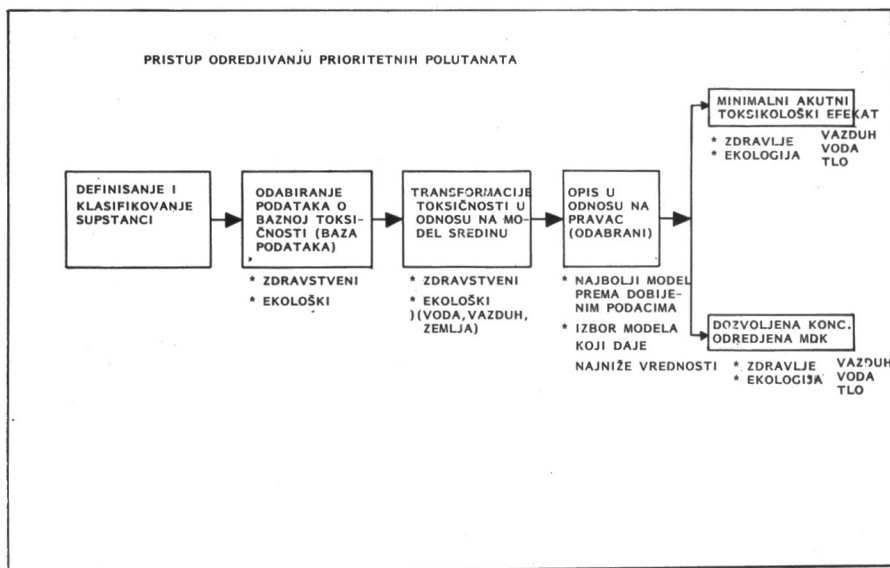 PRISTUP ODREDJIVANJU PRIORITETNIH POLUTANATA
DEFINISANJE I
KLASIFIKOVANJE
SUPSTANCI
ODABIRANJE
PODATAKA O
BAZNOJ TOKSI-
ČNOSTI (BAZA
PODATAKA)
* ZDRAVSTVENI
* EKOLOŠKI
TRANSFORMACIJE
TOKSIČNOSTI U
ODNOSU NA MO-
DEL SREDINU
* ZDRAVSTVENI
* EKOLOŠKI
)(VODA,VAZDUH,
ZEMLJA)
OPIS U
ODNOSU NA
PRAVAC
(ODABRANI)
* NAJBOLJI MODEL
PREMA DOBIJE-
NIM PODACIMA
* IZBOR MODELA
KOJI DAJE
NAJNIŽE VREDNOSTI
MINIMALNI AKUTNI
TOKSIKOLOŠKI EFEKAT
* ZDRAVLJE
* EKOLOGIJA
VAZDUH
VODA
TLO
DOZVOLJENA KONC.
ODREDJENA MDK
* ZDRAVLJE
* EKOLOGIJA
VAZDUH
VODA
TLO